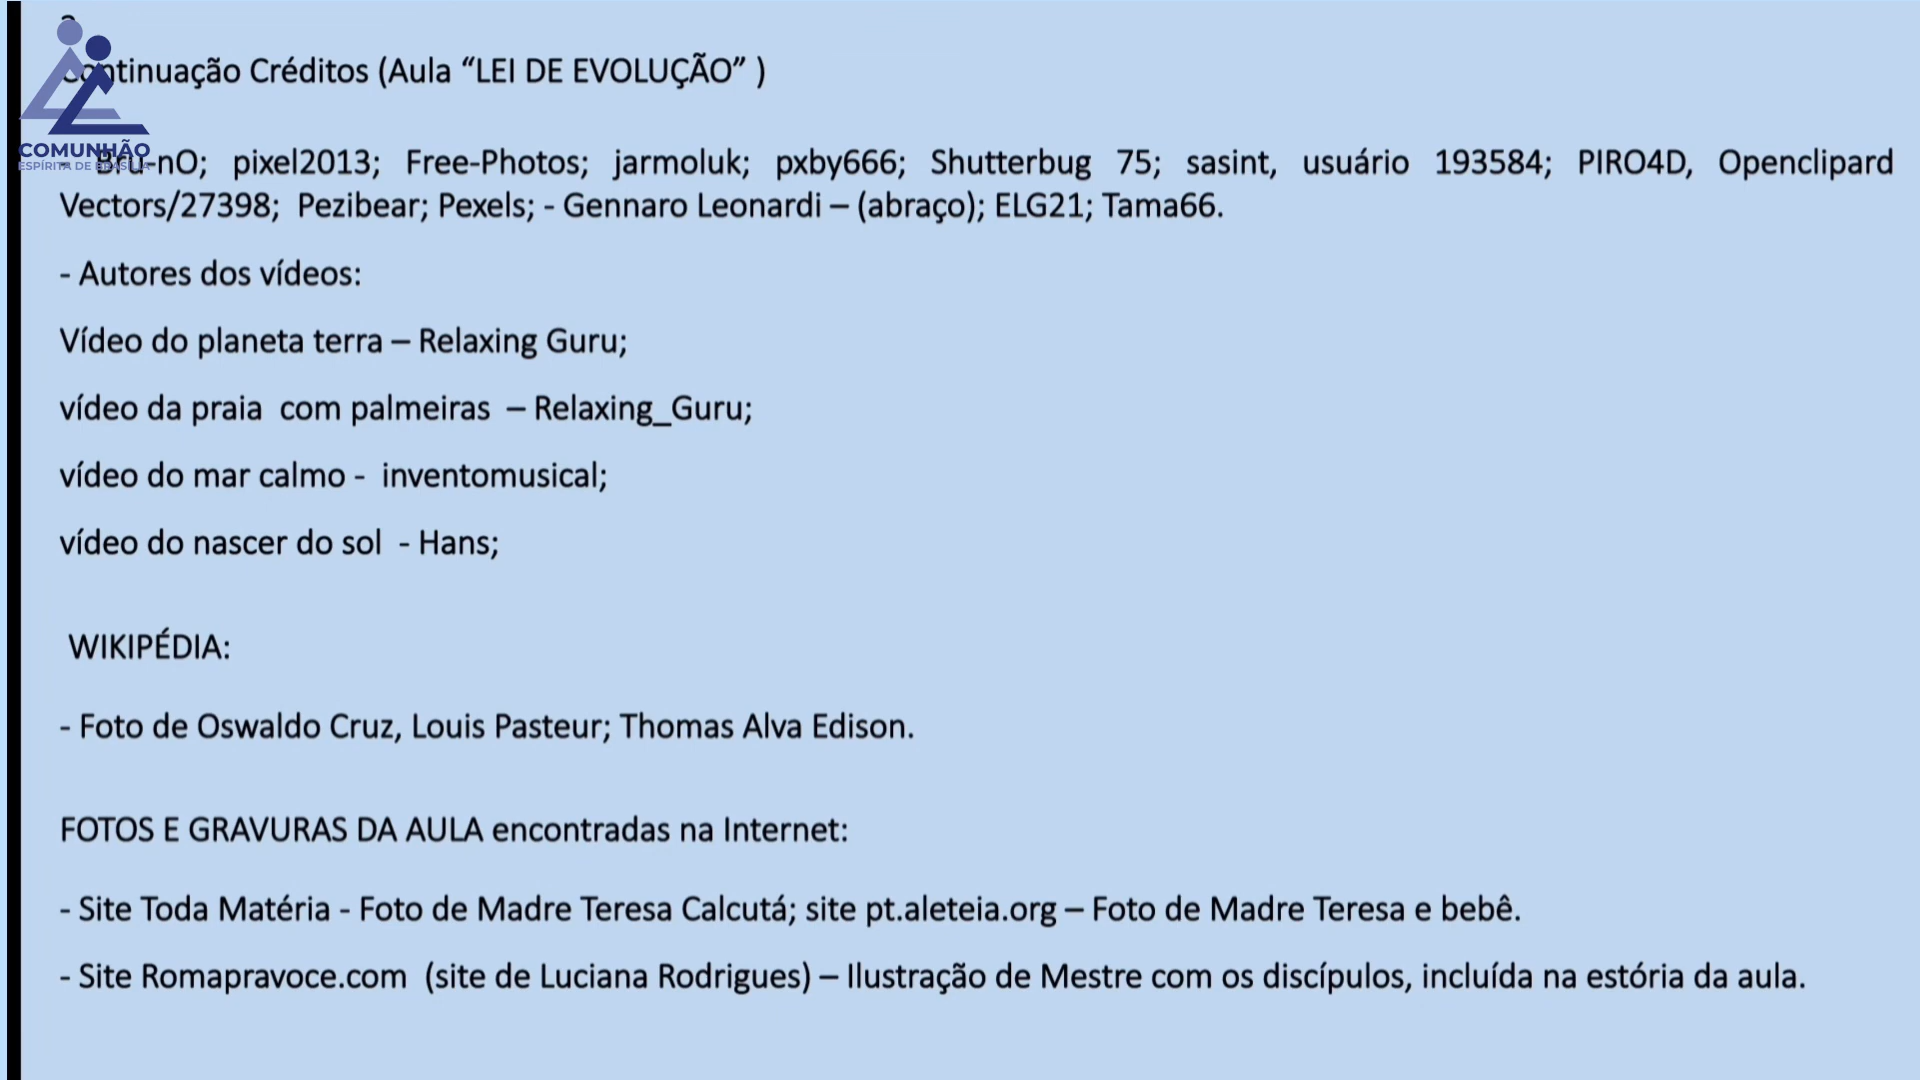 Continuação Créditos (Aula “LEI DE EVOLUÇÃO” )
COMUNHÃO
ESPÍRITA DE BRASÍLIA
- Bru-nO; pixel2013; Free-Photos; jarmoluk; pxby666; Shutterbug 75; sasint, usuário 193584; PIRO4D, Openclipard
Vectors/27398; Pezibear; Pexels; - Gennaro Leonardi – (abraço); ELG21; Tama66.
- Autores dos vídeos:
Vídeo do planeta terra – Relaxing Guru;
vídeo da praia com palmeiras – Relaxing_Guru;
vídeo do mar calmo - inventomusical;
vídeo do nascer do sol - Hans;
WIKIPÉDIA:
- Foto de Oswaldo Cruz, Louis Pasteur; Thomas Alva Edison.
FOTOS E GRAVURAS DA AULA encontradas na Internet:
- Site Toda Matéria - Foto de Madre Teresa Calcutá; site pt.aleteia.org – Foto de Madre Teresa e bebê.
- Site Romapravoce.com (site de Luciana Rodrigues) – Ilustração de Mestre com os discípulos, incluída na estória da aula.